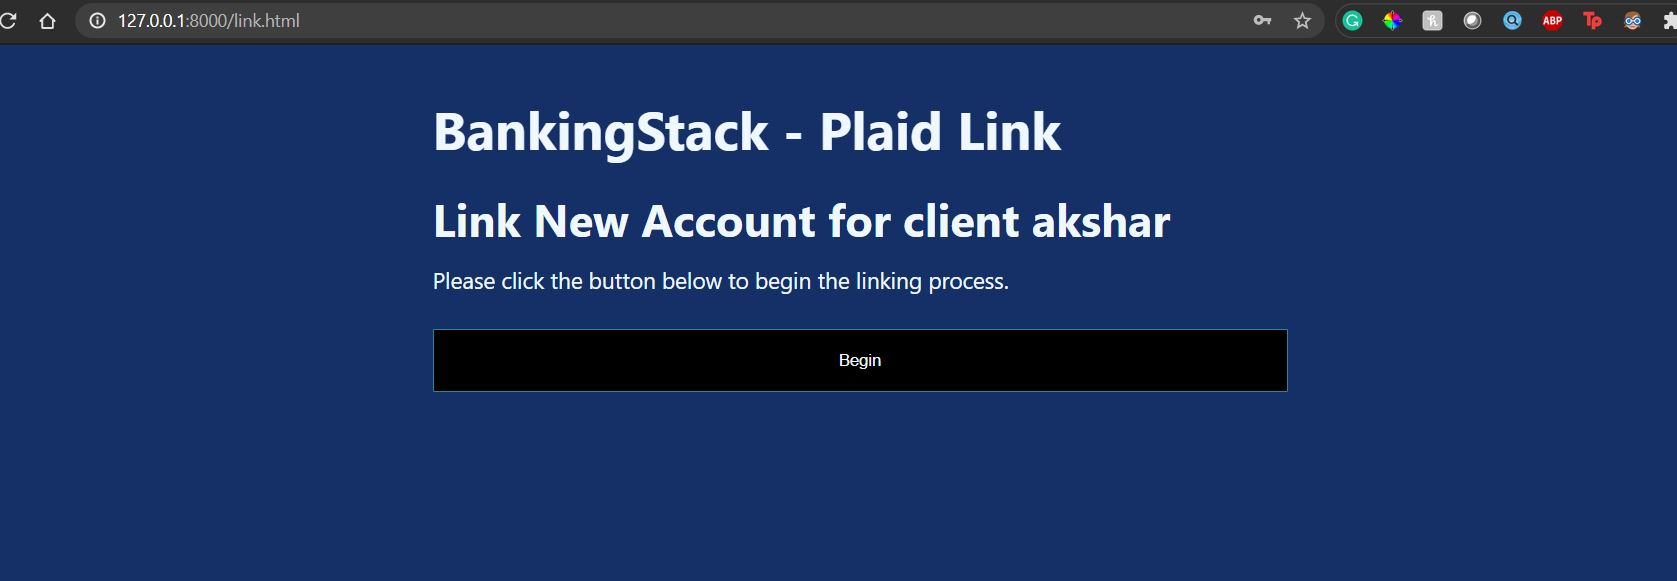 127.0.0.1:8000/link.html
ABP
Tp
BankingStack - Plaid Link
Link New Account for client akshar
Please click the button below to begin the linking process.
Begin